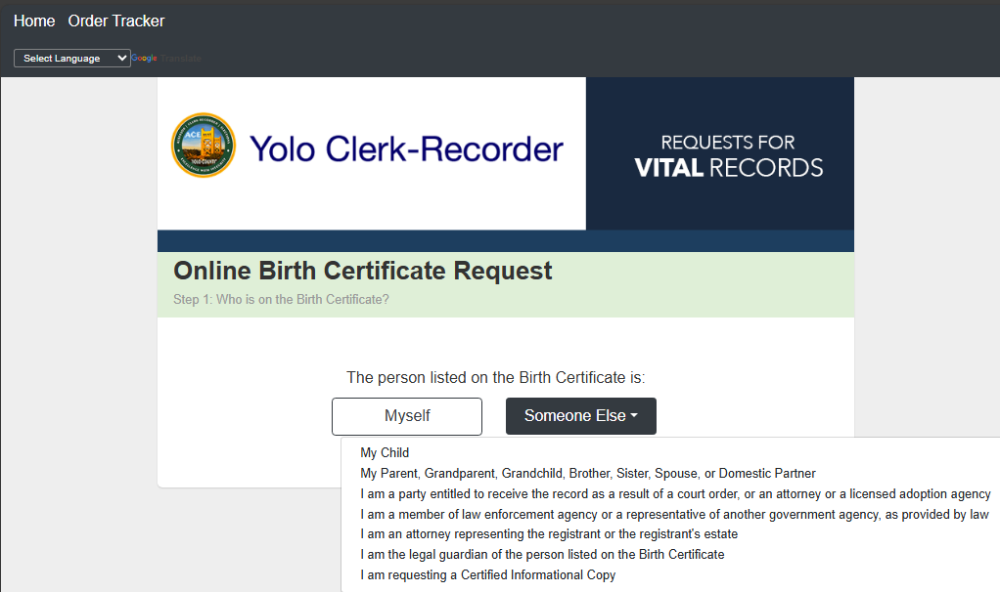 Home Order Tracker
Select Language Google Translate
ACE
YOLO COUNTY
Yolo Clerk-Recorder
REQUESTS FOR
VITAL RECORDS
Online Birth Certificate Request
Step 1: Who is on the Birth Certificate?
The person listed on the Birth Certificate is:
Myself Someone Else
My Child
My Parent, Grandparent, Grandchild, Brother, Sister, Spouse, or Domestic Partner
I am a party entitled to receive the record as a result of a court order, or an attorney or a licensed adoption agency
I am a member of law enforcement agency or a representative of another government agency, as provided by law
I am an attorney representing the registrant or the registrant's estate
I am the legal guardian of the person listed on the Birth Certificate
I am requesting a Certified Informational Copy